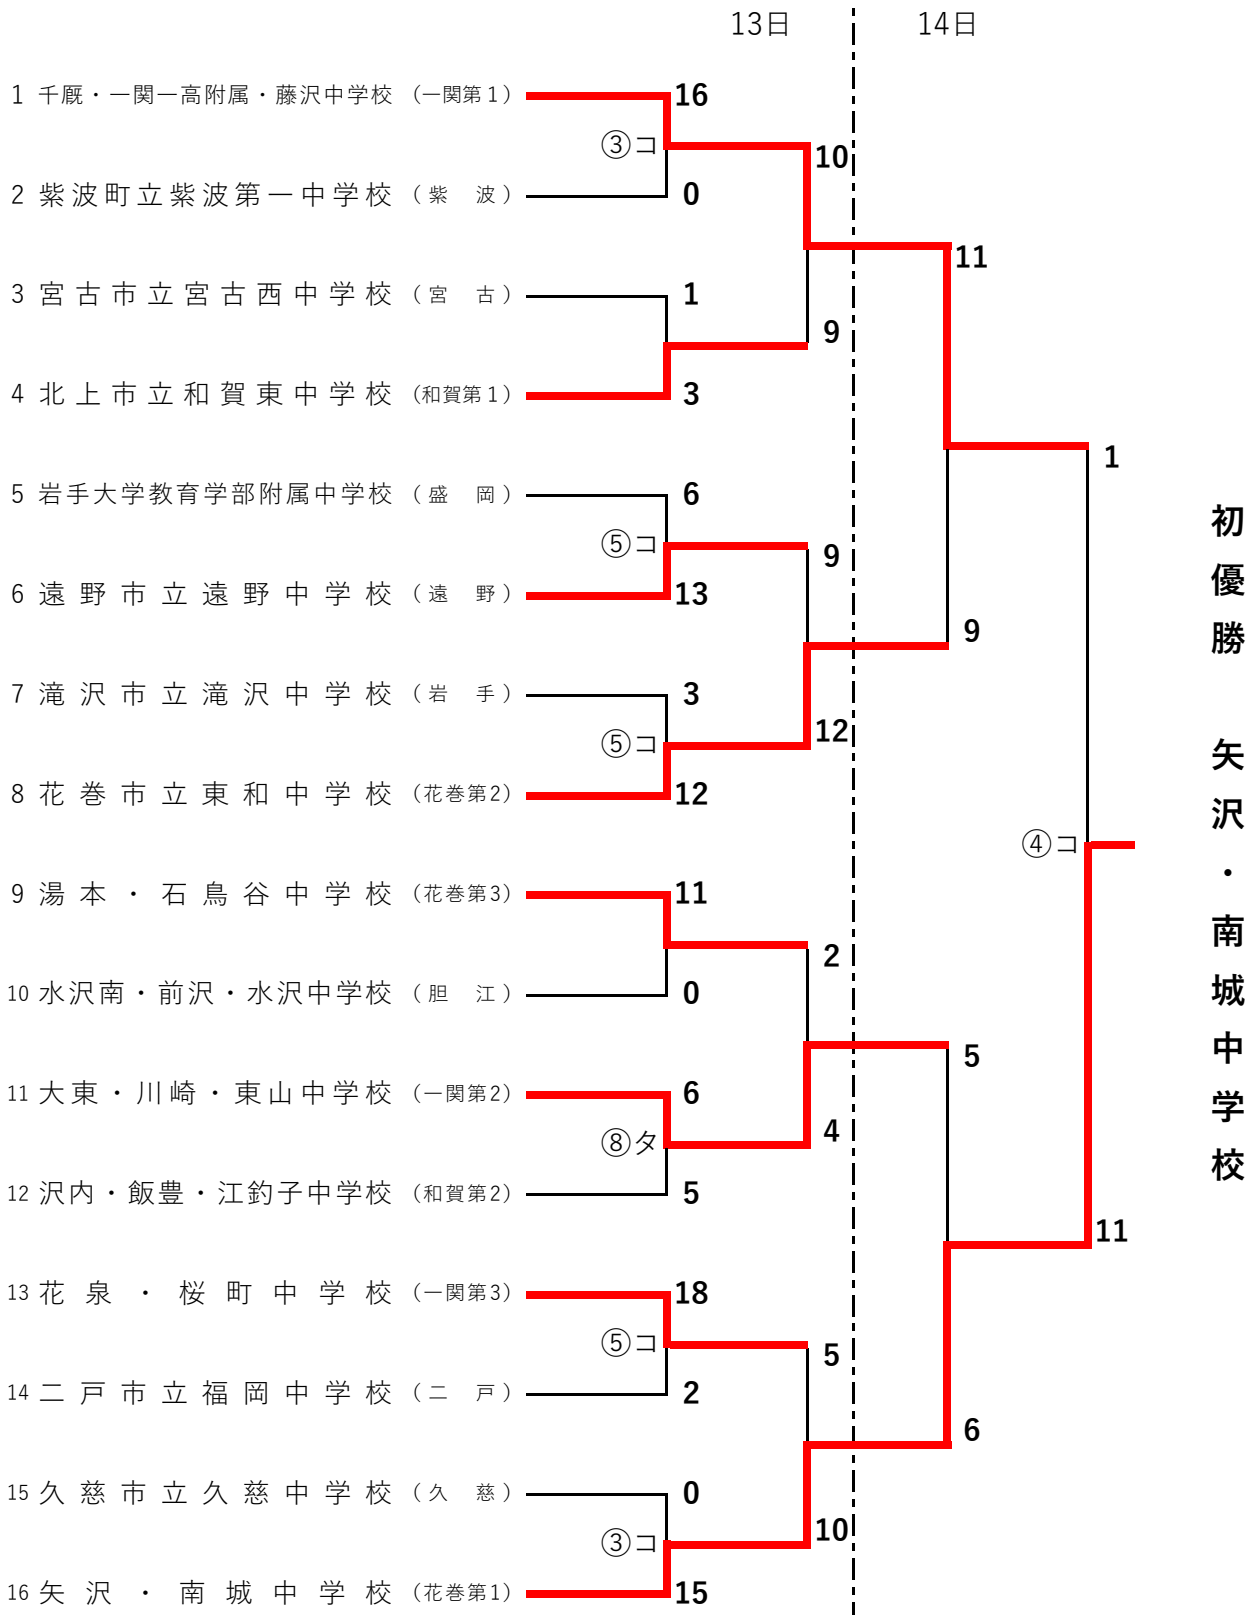 13日 14日
1 千厩・一関一高附属・藤沢中学校 （一関第１） 16
③コ 10
2 紫波町立紫波第一中学校 （紫　波） 0
11
3 宮古市立宮古西中学校 （宮　古） 1
9
4 北上市立和賀東中学校 （和賀第１） 3
1
5 岩手大学教育学部附属中学校 （盛　岡） 6
⑤コ 9
6 遠野市立遠野中学校 （遠　野） 13
9
7 滝沢市立滝沢中学校 （岩　手） 3
⑤コ 12
8 花巻市立東和中学校 （花巻第2） 12
④コ
9 湯本・石鳥谷中学校 （花巻第3） 11
2
10 水沢南・前沢・水沢中学校 （胆　江） 0
5
11 大東・川崎・東山中学校 （一関第2） 6
⑧タ 4
12 沢内・飯豊・江釣子中学校 （和賀第2） 5
11
13 花泉・桜町中学校 （一関第3） 18
⑤コ 5
14 二戸市立福岡中学校 （二　戸） 2
6
15 久慈市立久慈中学校 （久　慈） 0
③コ 10
16 矢沢・南城中学校 （花巻第1） 15
初優勝　矢沢・南城中学校